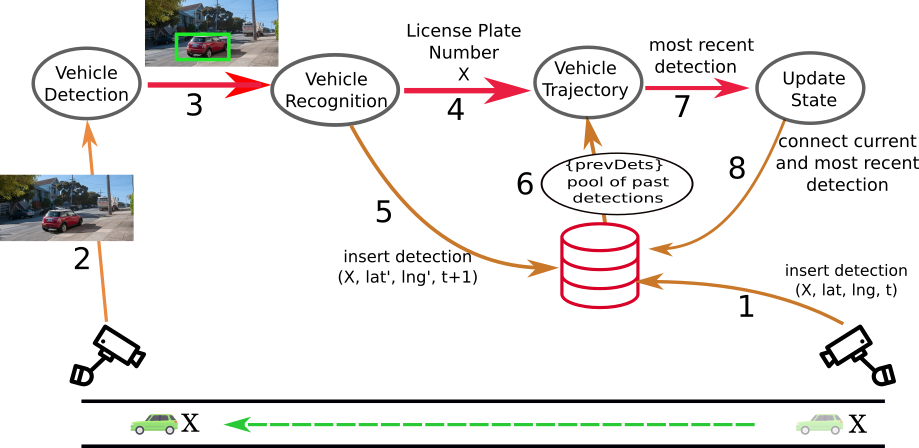 License Plate
Number
X
most recent
detection
Vehicle
Detection
Vehicle
Recognition
Vehicle
Trajectory
Update
State
3
4
7
connect current
and most recent
detection
8
{prevDets}
pool of past
detections
6
5
2
insert detection
(X, lat', lng', t+1)
insert detection
(X, lat, lng, t)
1
X
X